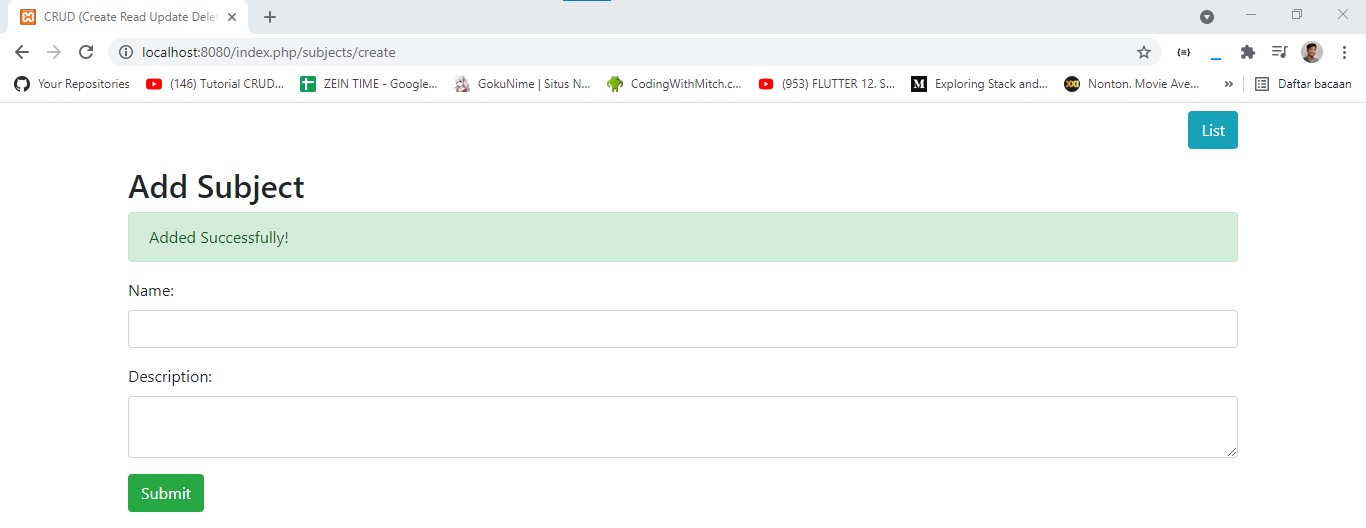 CRUD (Create Read Update Delet
localhost:8080/index.php/subjects/create
Your Repositories (146) Tutorial CRUD... ZEIN TIME - Google... GokuNime | Situs N... CodingWithMitch.c... (953) FLUTTER 12. S... Exploring Stack and... Nonton. Movie Ave... » Daftar bacaan
List
Add Subject
Added Successfully!
Name:
Description:
Submit